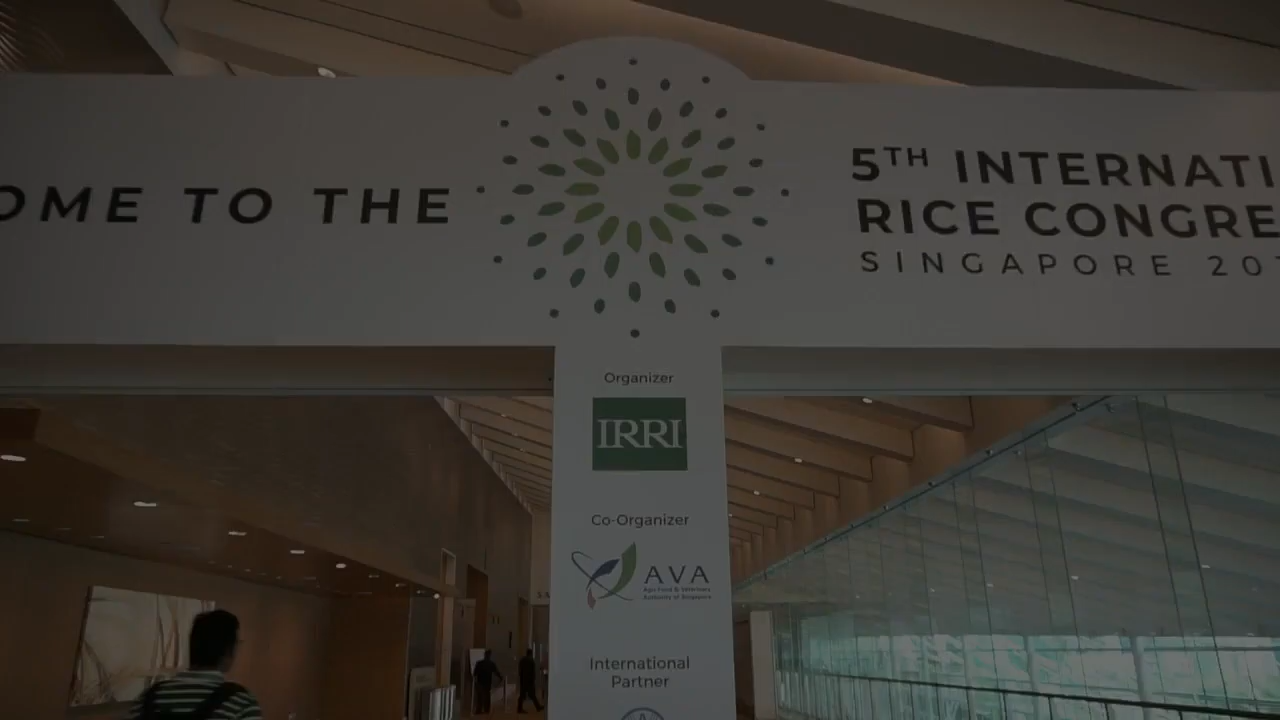 OME TO THE
5TH INTERNATI
RICE CONGRE
SINGAPORE 201
Organizer
IRRI
Co-Organizer
AVA
Agri-Food & Veterinary
Authority of Singapore
International
Partner